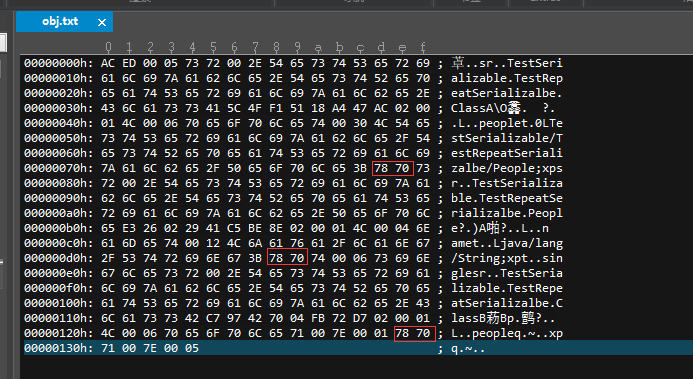 obj.txt
0 1 2 3 4 5 6 7 8 9 a b c d e f
00000000h: AC ED 00 05 73 72 00 2E 54 65 73 74 53 65 72 69 ; ..sr..TestSeri
00000010h: 61 6C 69 7A 61 62 6C 65 2E 54 65 73 74 52 65 70 ; alizable.TestRep
00000020h: 65 61 74 53 65 72 69 61 6C 69 7A 61 6C 62 65 2E ; eatSerializalbe.
00000030h: 43 6C 61 73 73 41 5C 4F F1 51 18 A4 47 AC 02 00 ; ClassA\O. ?.
00000040h: 01 4C 00 06 70 65 6F 70 6C 65 74 00 30 4C 54 65 ; .L..peoplet.0LTe
00000050h: 73 74 53 65 72 69 61 6C 69 7A 61 62 6C 65 2F 54 ; stSerializable/T
00000060h: 65 73 74 52 65 70 65 61 74 53 65 72 69 61 6C 69 ; estRepeatSeriali
00000070h: 7A 61 6C 62 65 2F 50 65 6F 70 6C 65 3B 78 70 73 ; zalbe/People;xps
00000080h: 72 00 2E 54 65 73 74 53 65 72 69 61 6C 69 7A 61 ; r..TestSerializa
00000090h: 62 6C 65 2E 54 65 73 74 52 65 70 65 61 74 53 65 ; ble.TestRepeatSe
000000a0h: 72 69 61 6C 69 7A 61 6C 62 65 2E 50 65 6F 70 6C ; rializalbe.Peopl
000000b0h: 65 E3 26 02 29 41 C5 BE 8E 02 00 01 4C 00 04 6E ; e?.)A啪?..L..n
000000c0h: 61 6D 65 74 00 12 4C 6A 61 76 61 2F 6C 61 6E 67 ; amet..Ljava/lang
000000d0h: 2F 53 74 72 69 6E 67 3B 78 70 74 00 06 73 69 6E ; /String;xpt..sin
000000e0h: 67 6C 65 73 72 00 2E 54 65 73 74 53 65 72 69 61 ; glesr..TestSeria
000000f0h: 6C 69 7A 61 62 6C 65 2E 54 65 73 74 52 65 70 65 ; lizable.TestRepe
00000100h: 61 74 53 65 72 69 61 6C 69 7A 61 6C 62 65 2E 43 ; atSerializalbe.C
00000110h: 6C 61 73 73 42 C7 97 42 70 04 FB 72 D7 02 00 01 ; lassBBp.?..
00000120h: 4C 00 06 70 65 6F 70 6C 65 71 00 7E 00 01 78 70 ; L..peopleq.~..xp
00000130h: 71 00 7E 00 05 ; q.~..